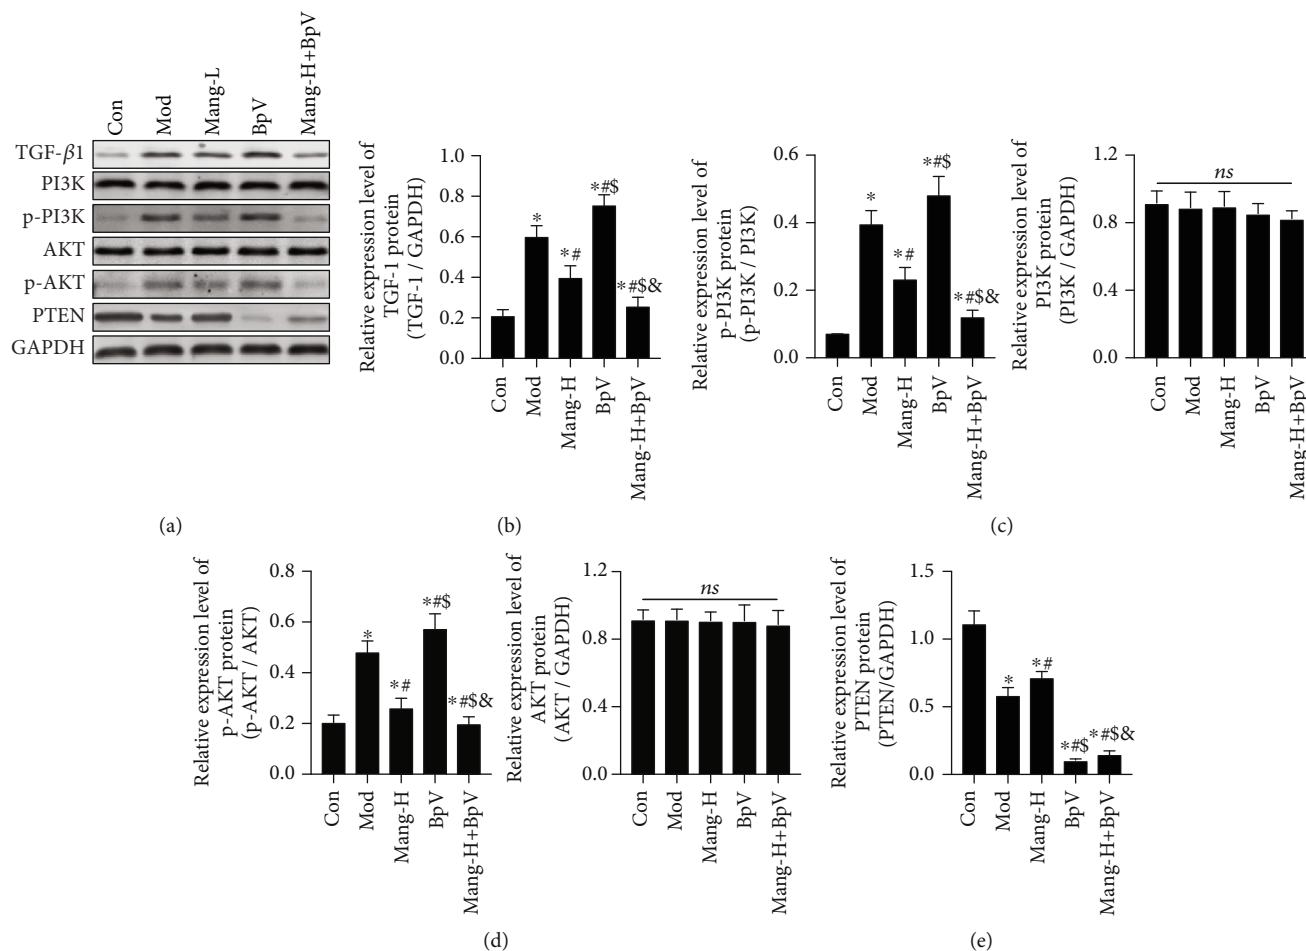 Con
Mod
Mang-L
BpV
Mang-H+BpV
TGF-β1
PI3K
p-PI3K
AKT
p-AKT
PTEN
GAPDH
(a)
Relative expression level of
TGF-1 protein
(TGF-1 / GAPDH)
1.0
0.8
0.6
0.4
0.2
0.0
*
*#
*#$
*#$&
Con
Mod
Mang-H
BpV
Mang-H+BpV
(b)
Relative expression level of
p-PI3K protein
(p-PI3K / PI3K)
0.6
0.4
0.2
0.0
*
*#
*#$
*#$&
Con
Mod
Mang-H
BpV
Mang-H+BpV
Relative expression level of
PI3K protein
(PI3K / GAPDH)
1.2
0.8
0.4
0.0
ns
Con
Mod
Mang-H
BpV
Mang-H+BpV
(c)
Relative expression level of
p-AKT protein
(p-AKT / AKT)
0.8
0.6
0.4
0.2
0.0
*
*#
*#$
*#$&
Con
Mod
Mang-H
BpV
Mang-H+BpV
Relative expression level of
AKT protein
(AKT / GAPDH)
1.2
0.8
0.4
0.0
ns
Con
Mod
Mang-H
BpV
Mang-H+BpV
(d)
Relative expression level of
PTEN protein
(PTEN/GAPDH)
1.5
1.0
0.5
0.0
*
*#
*#$
*#$&
Con
Mod
Mang-H
BpV
Mang-H+BpV
(e)